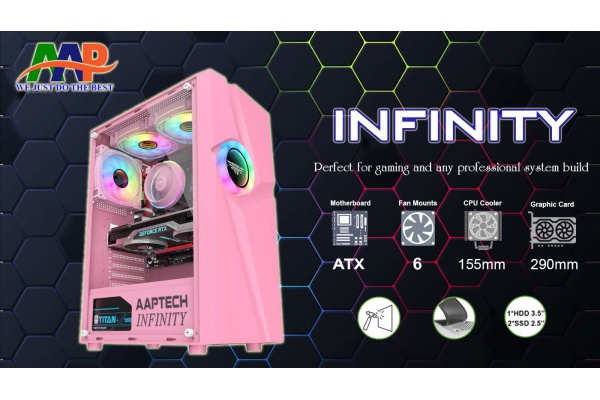 AAP
WE JUST DO THE BEST
INFINITY
Perfect for gaming and any professional system build
Motherboard
Fan Mounts
CPU Cooler
Graphic Card
ATX
6
155mm
290mm
1*HDD 3.5"
2*SSD 2.5"
GEFORCE RTX
AAPTECH
INFINITY
TITAN